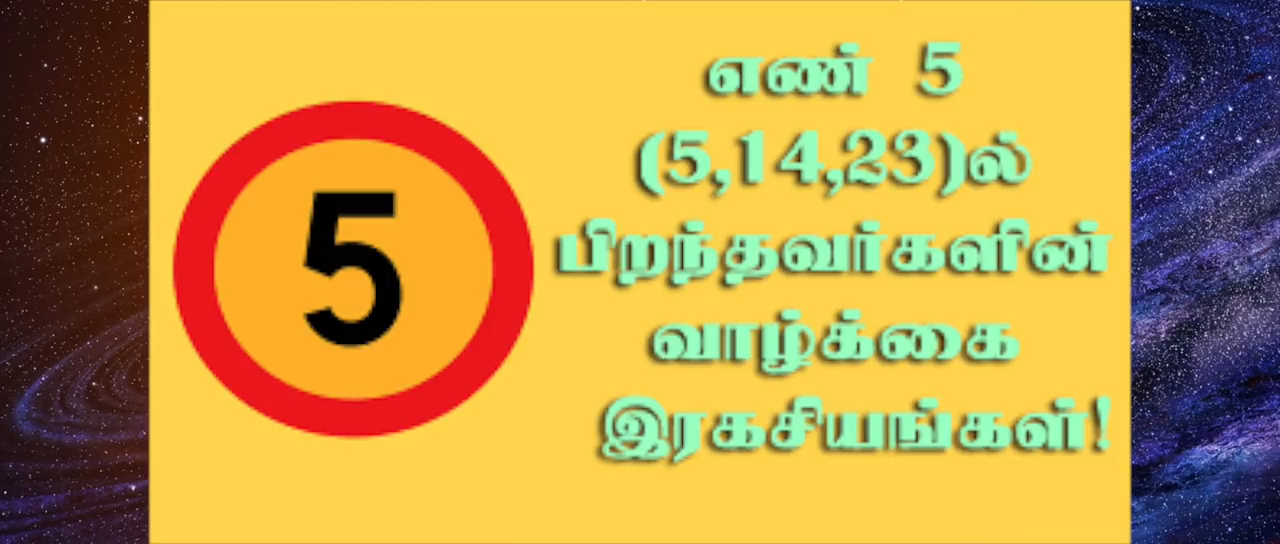 5
எண் 5
(5,14,23)ல்
பிறந்தவர்களின்
வாழ்க்கை
இரகசியங்கள்!